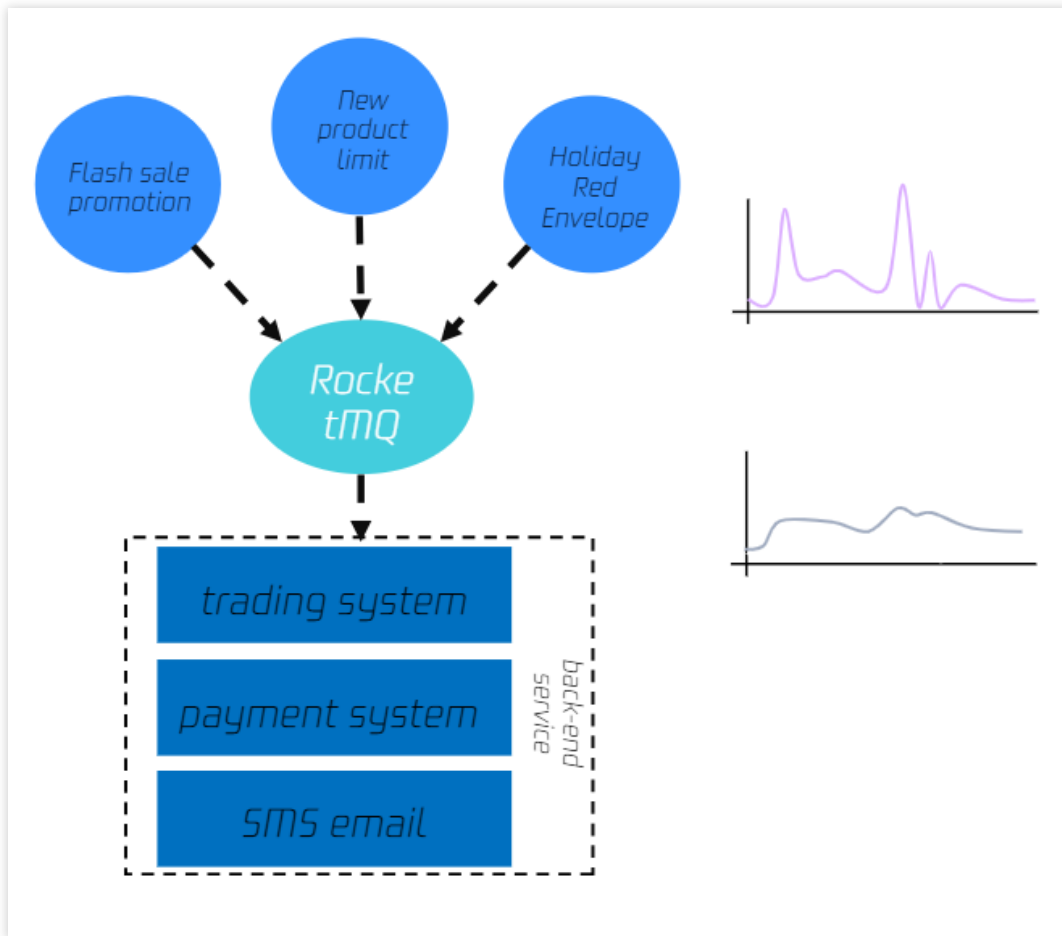 New
product
limit
Flash sale
promotion
Holiday
Red
Envelope
Rocke
tMQ
trading system
payment system
SMS email
back-end
service